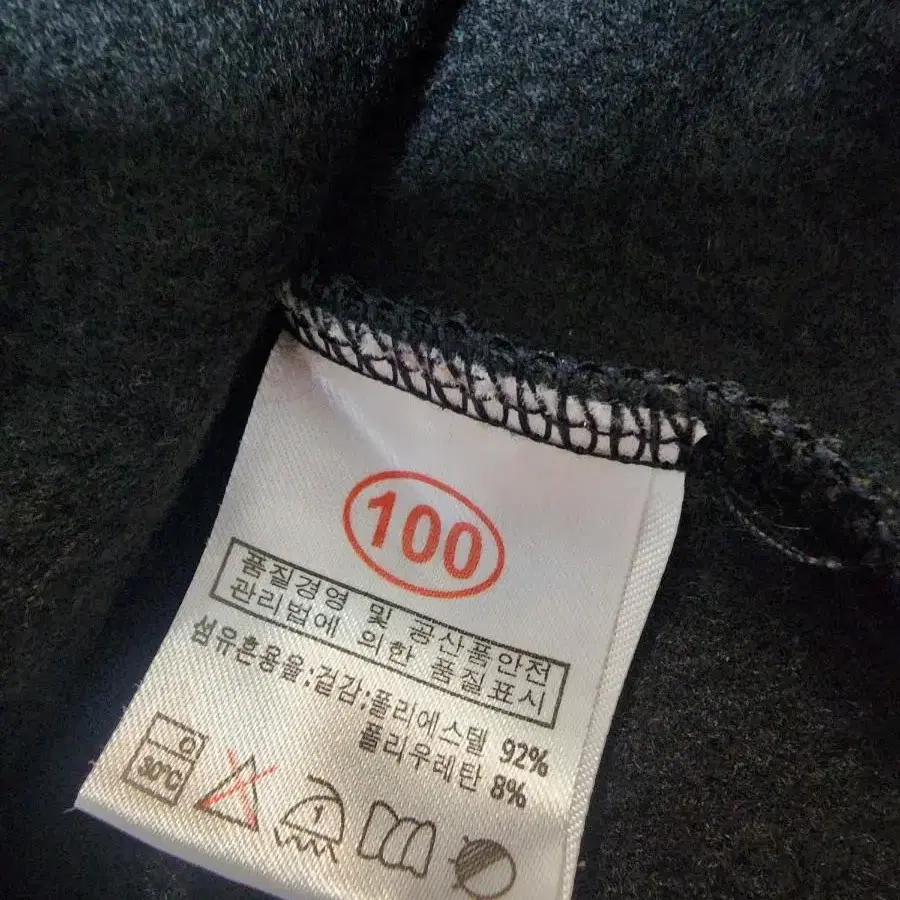 100
품질경영 및 공산품안전
관리법에 의한 품질표시
섬유혼용율:겉감:폴리에스텔 92%
폴리우레탄 8%
30℃
1